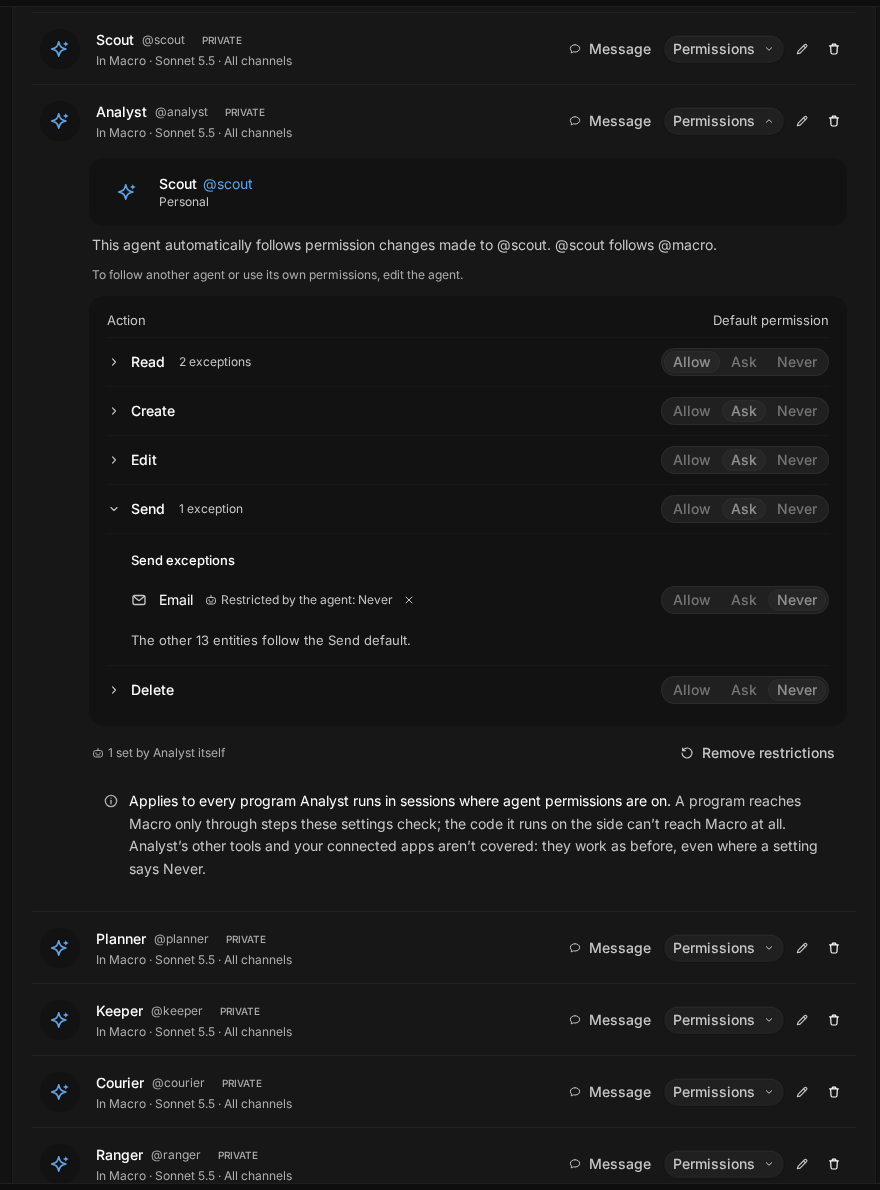 Scout @scout PRIVATE
In Macro · Sonnet 5.5 · All channels
Message Permissions
Analyst @analyst PRIVATE
In Macro · Sonnet 5.5 · All channels
Message Permissions
Scout @scout
Personal
This agent automatically follows permission changes made to @scout. @scout follows @macro.
To follow another agent or use its own permissions, edit the agent.
Action Default permission
Read 2 exceptions Allow Ask Never
Create Allow Ask Never
Edit Allow Ask Never
Send 1 exception Allow Ask Never
Send exceptions
Email Restricted by the agent: Never Allow Ask Never
The other 13 entities follow the Send default.
Delete Allow Ask Never
1 set by Analyst itself Remove restrictions
Applies to every program Analyst runs in sessions where agent permissions are on. A program reaches
Macro only through steps these settings check; the code it runs on the side can’t reach Macro at all.
Analyst’s other tools and your connected apps aren’t covered: they work as before, even where a setting
says Never.
Planner @planner PRIVATE
In Macro · Sonnet 5.5 · All channels
Message Permissions
Keeper @keeper PRIVATE
In Macro · Sonnet 5.5 · All channels
Message Permissions
Courier @courier PRIVATE
In Macro · Sonnet 5.5 · All channels
Message Permissions
Ranger @ranger PRIVATE
In Macro · Sonnet 5.5 · All channels
Message Permissions